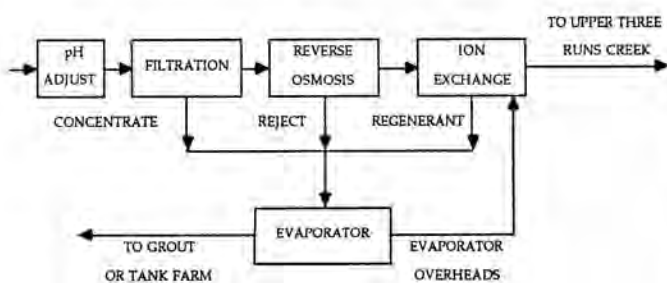 pH
ADJUST
FILTRATION
REVERSE
OSMOSIS
ION
EXCHANGE
TO UPPER THREE
RUNS CREEK
CONCENTRATE
REJECT
REGENERANT
EVAPORATOR
TO GROUT
OR TANK FARM
EVAPORATOR
OVERHEADS